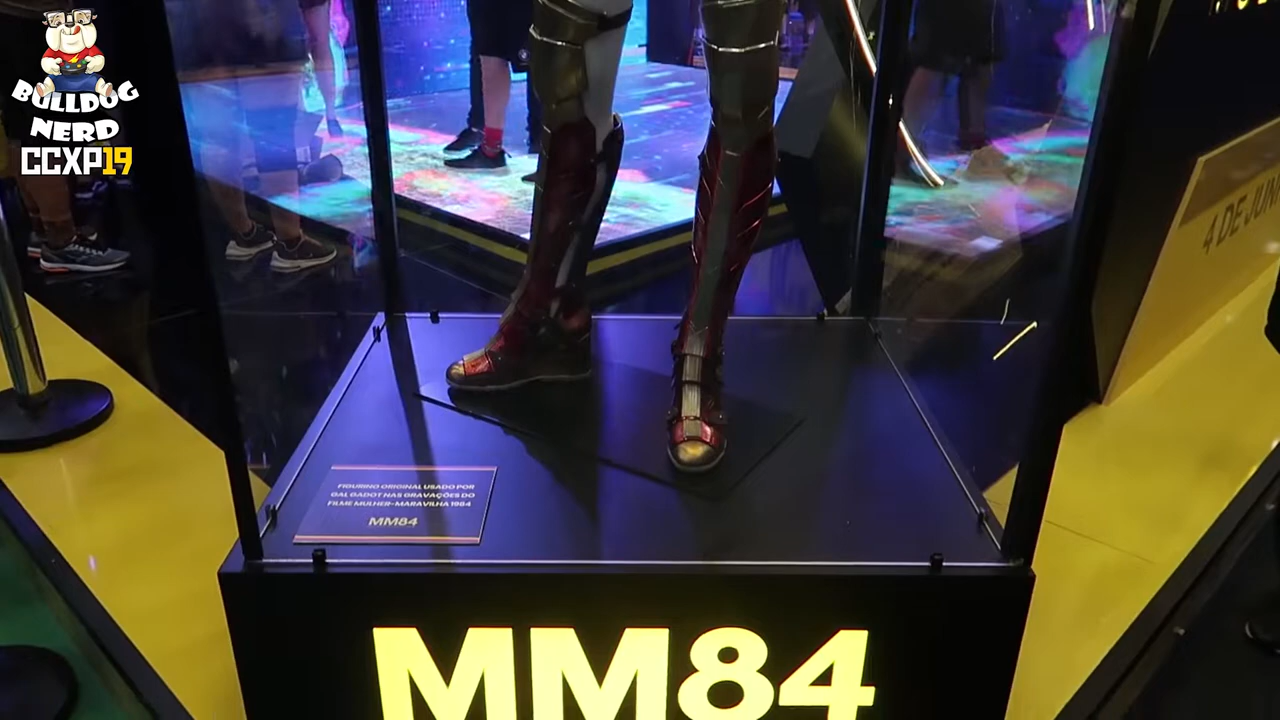 BULLDOG
NERD
CCXP19
4 DE JUN
FIGURINO ORIGINAL USADO POR
GAL GADOT NAS GRAVAÇÕES DO
FILME MULHER-MARAVILHA 1984
MM84
MM84